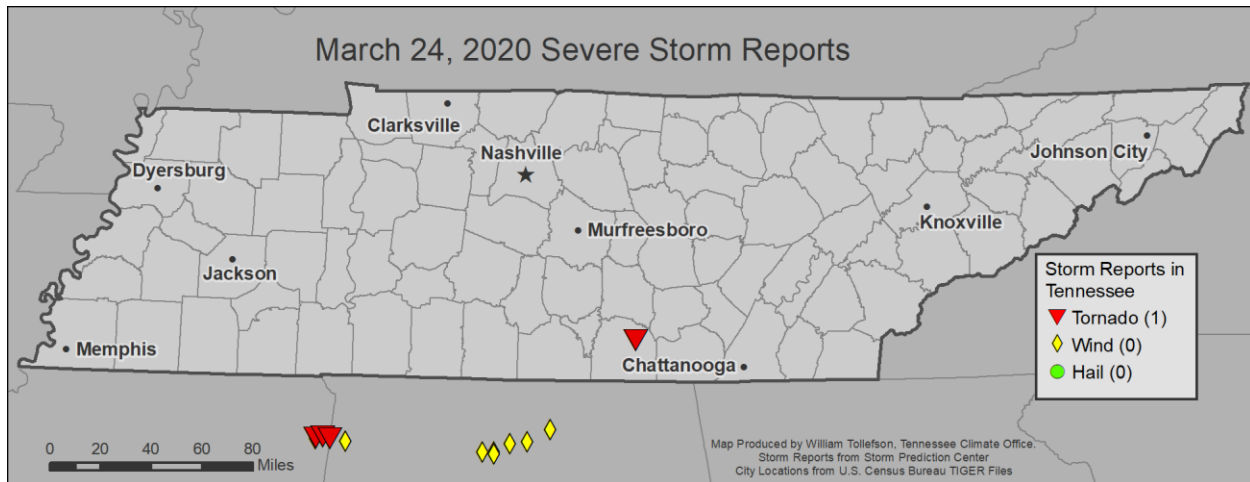 March 24, 2020 Severe Storm Reports
Clarksville
Nashville
Johnson City
Dyersburg
Knoxville
Murfreesboro
Jackson
Storm Reports in
Tennessee
Tornado (1)
Wind (0)
Hail (0)
Memphis
Chattanooga
0 20 40 60 80
Miles
Map Produced by William Tollefson, Tennessee Climate Office.
Storm Reports from Storm Prediction Center
City Locations from U.S. Census Bureau TIGER Files